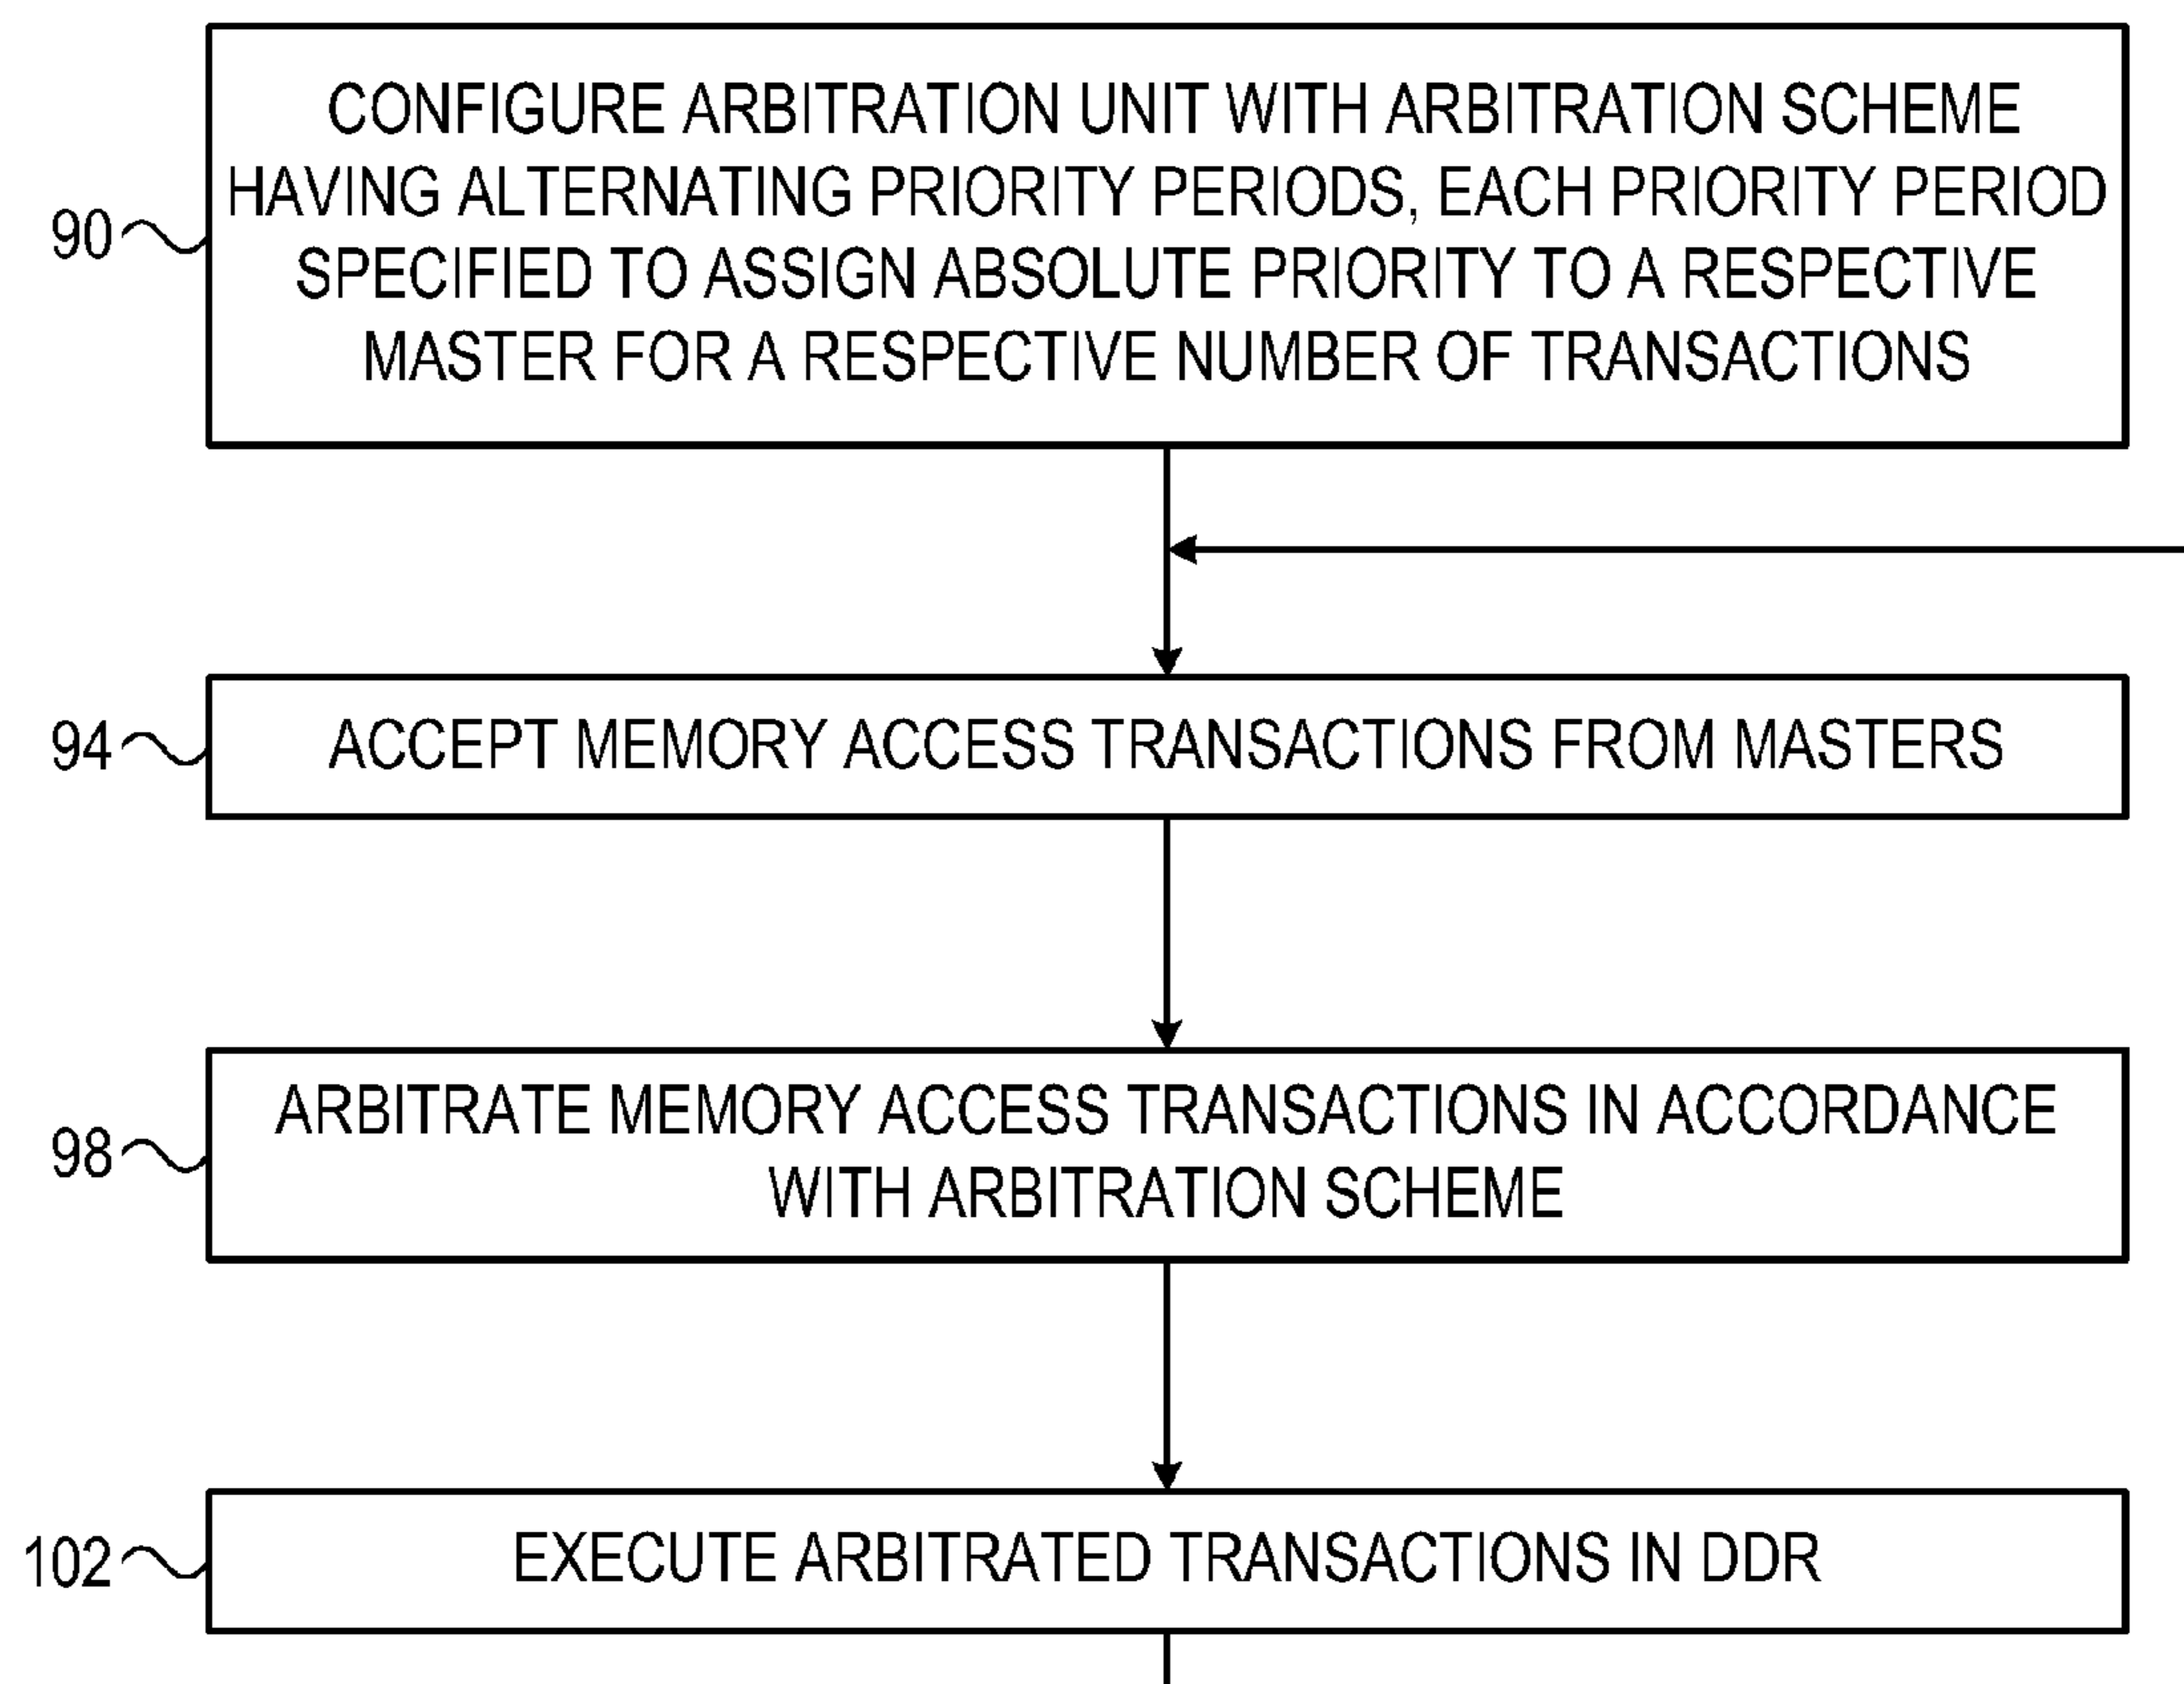 CONFIGURE ARBITRATION UNIT WITH ARBITRATION SCHEME
HAVING ALTERNATING PRIORITY PERIODS, EACH PRIORITY PERIOD
90
SPECIFIED TO ASSIGN ABSOLUTE PRIORITY TO A RESPECTIVE
MASTER FOR A RESPECTIVE NUMBER OF TRANSACTIONS
94
ACCEPT MEMORY ACCESS TRANSACTIONS FROM MASTERS
98
ARBITRATE MEMORY ACCESS TRANSACTIONS IN ACCORDANCE
WITH ARBITRATION SCHEME
102
EXECUTE ARBITRATED TRANSACTIONS IN DDR